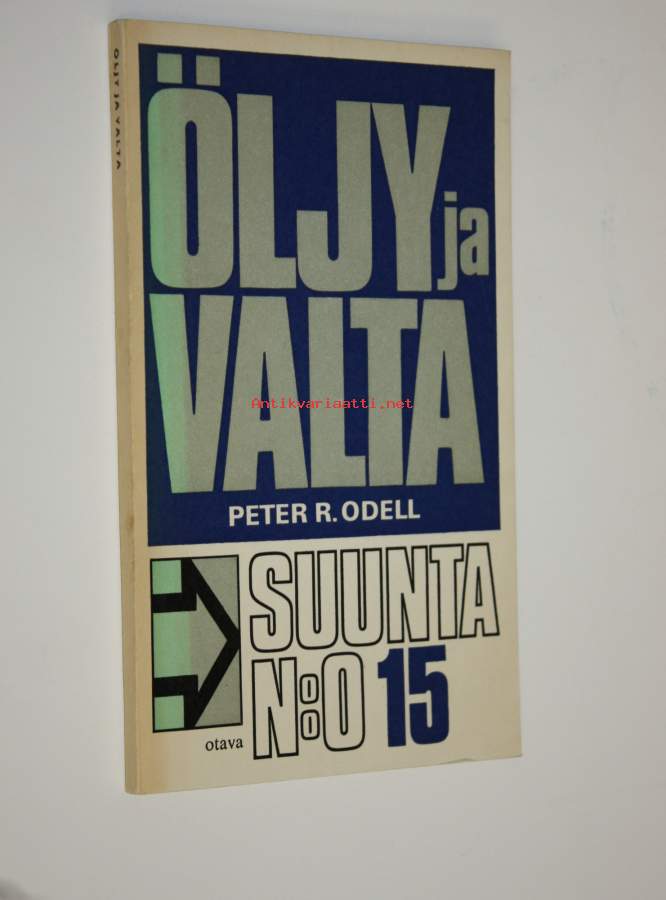 ÖLJY JA VALTA
ÖLJY ja
VALTA
Antikvariaatti.net
PETER R. ODELL
SUUNTA
N:o 15
otava